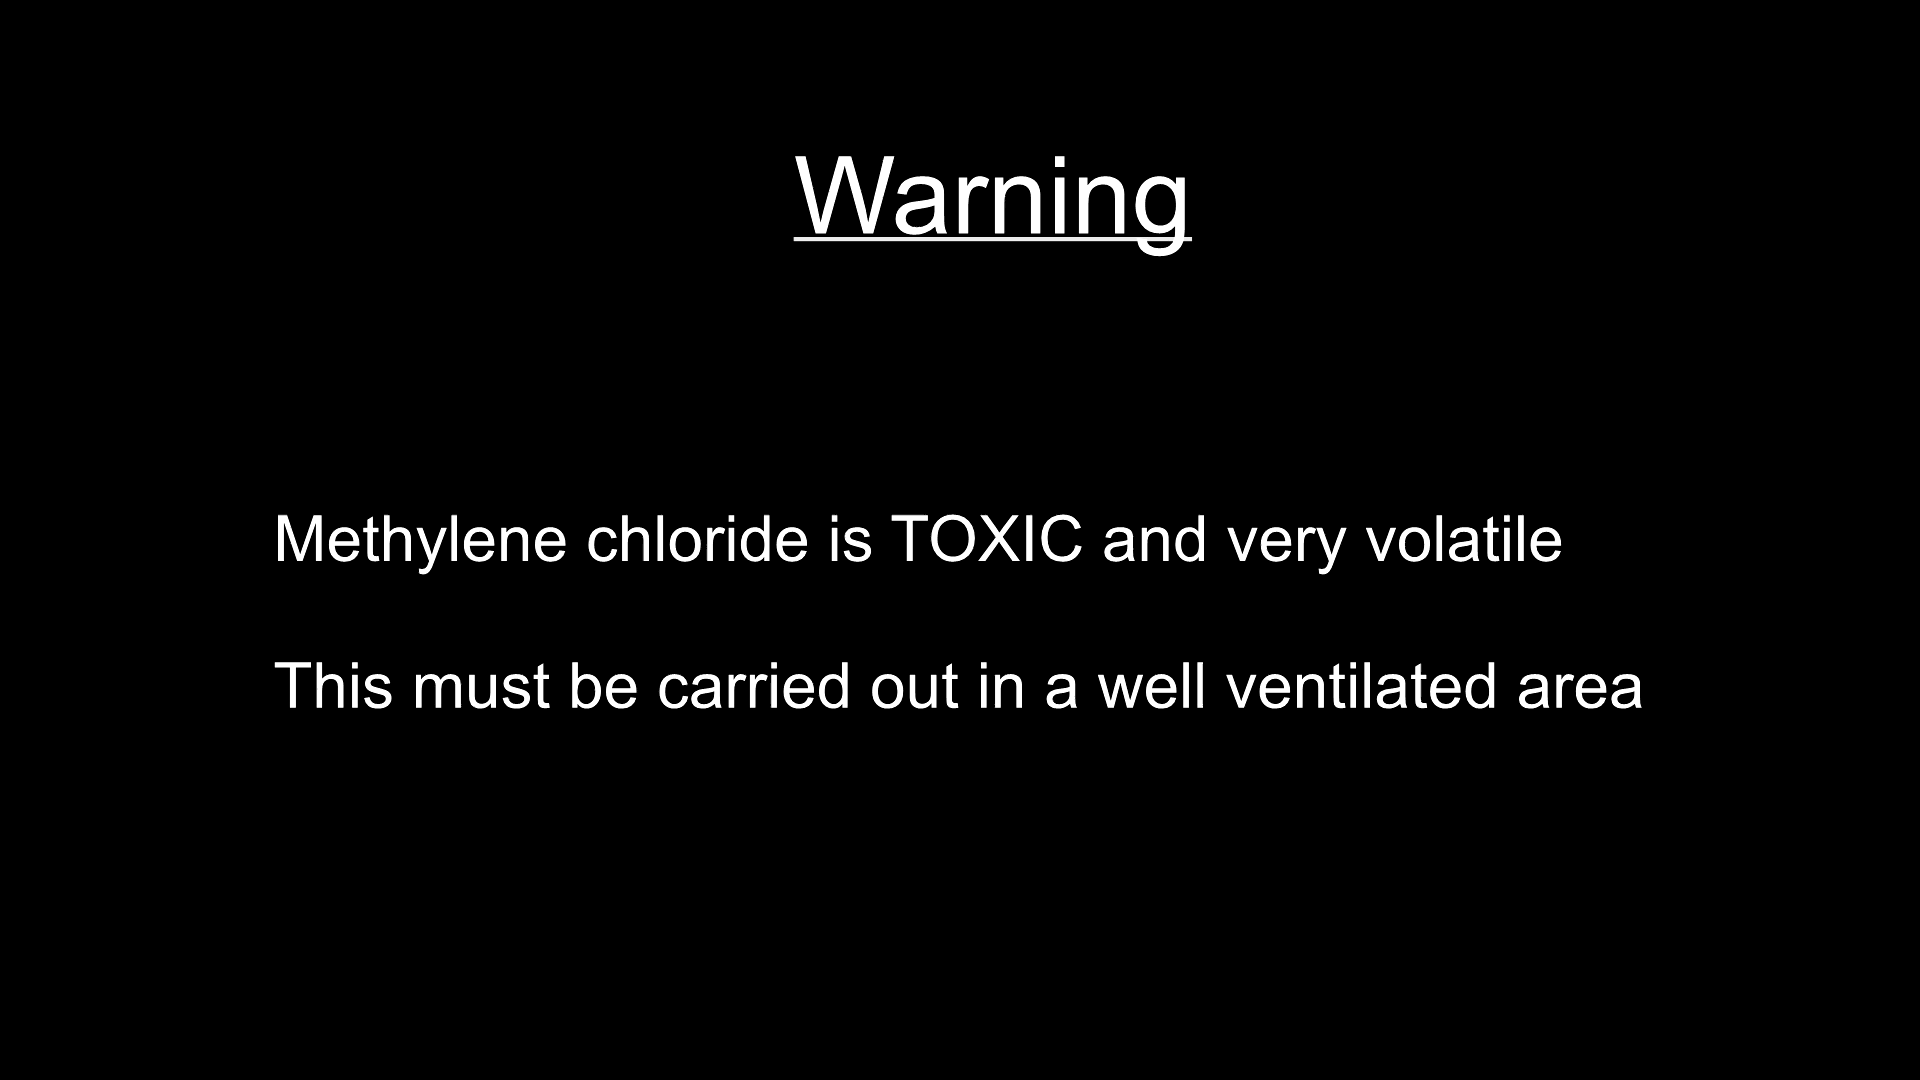 Warning
Methylene chloride is TOXIC and very volatile
This must be carried out in a well ventilated area